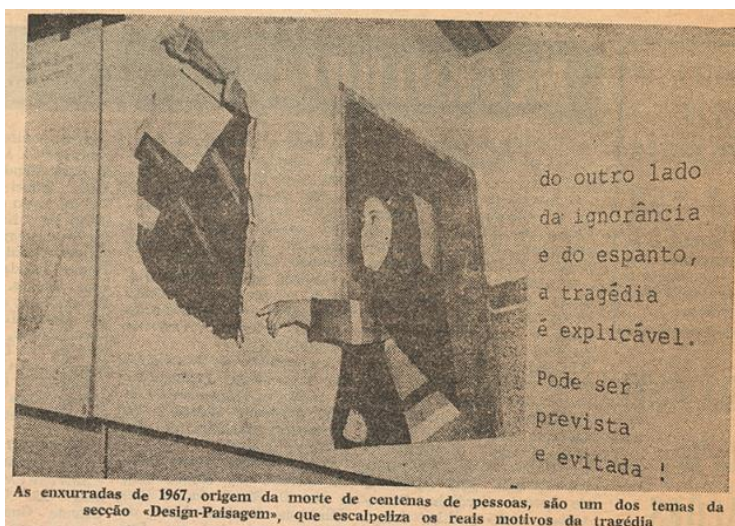 do outro lado
da ignorância
e do espanto,
a tragédia
é explicável.
Pode ser
prevista
e evitada !
As enxurradas de 1967, origem da morte de centenas de pessoas, são um dos temas da
secção «Design-Paisagem», que escalpeliza os reais motivos da tragédia